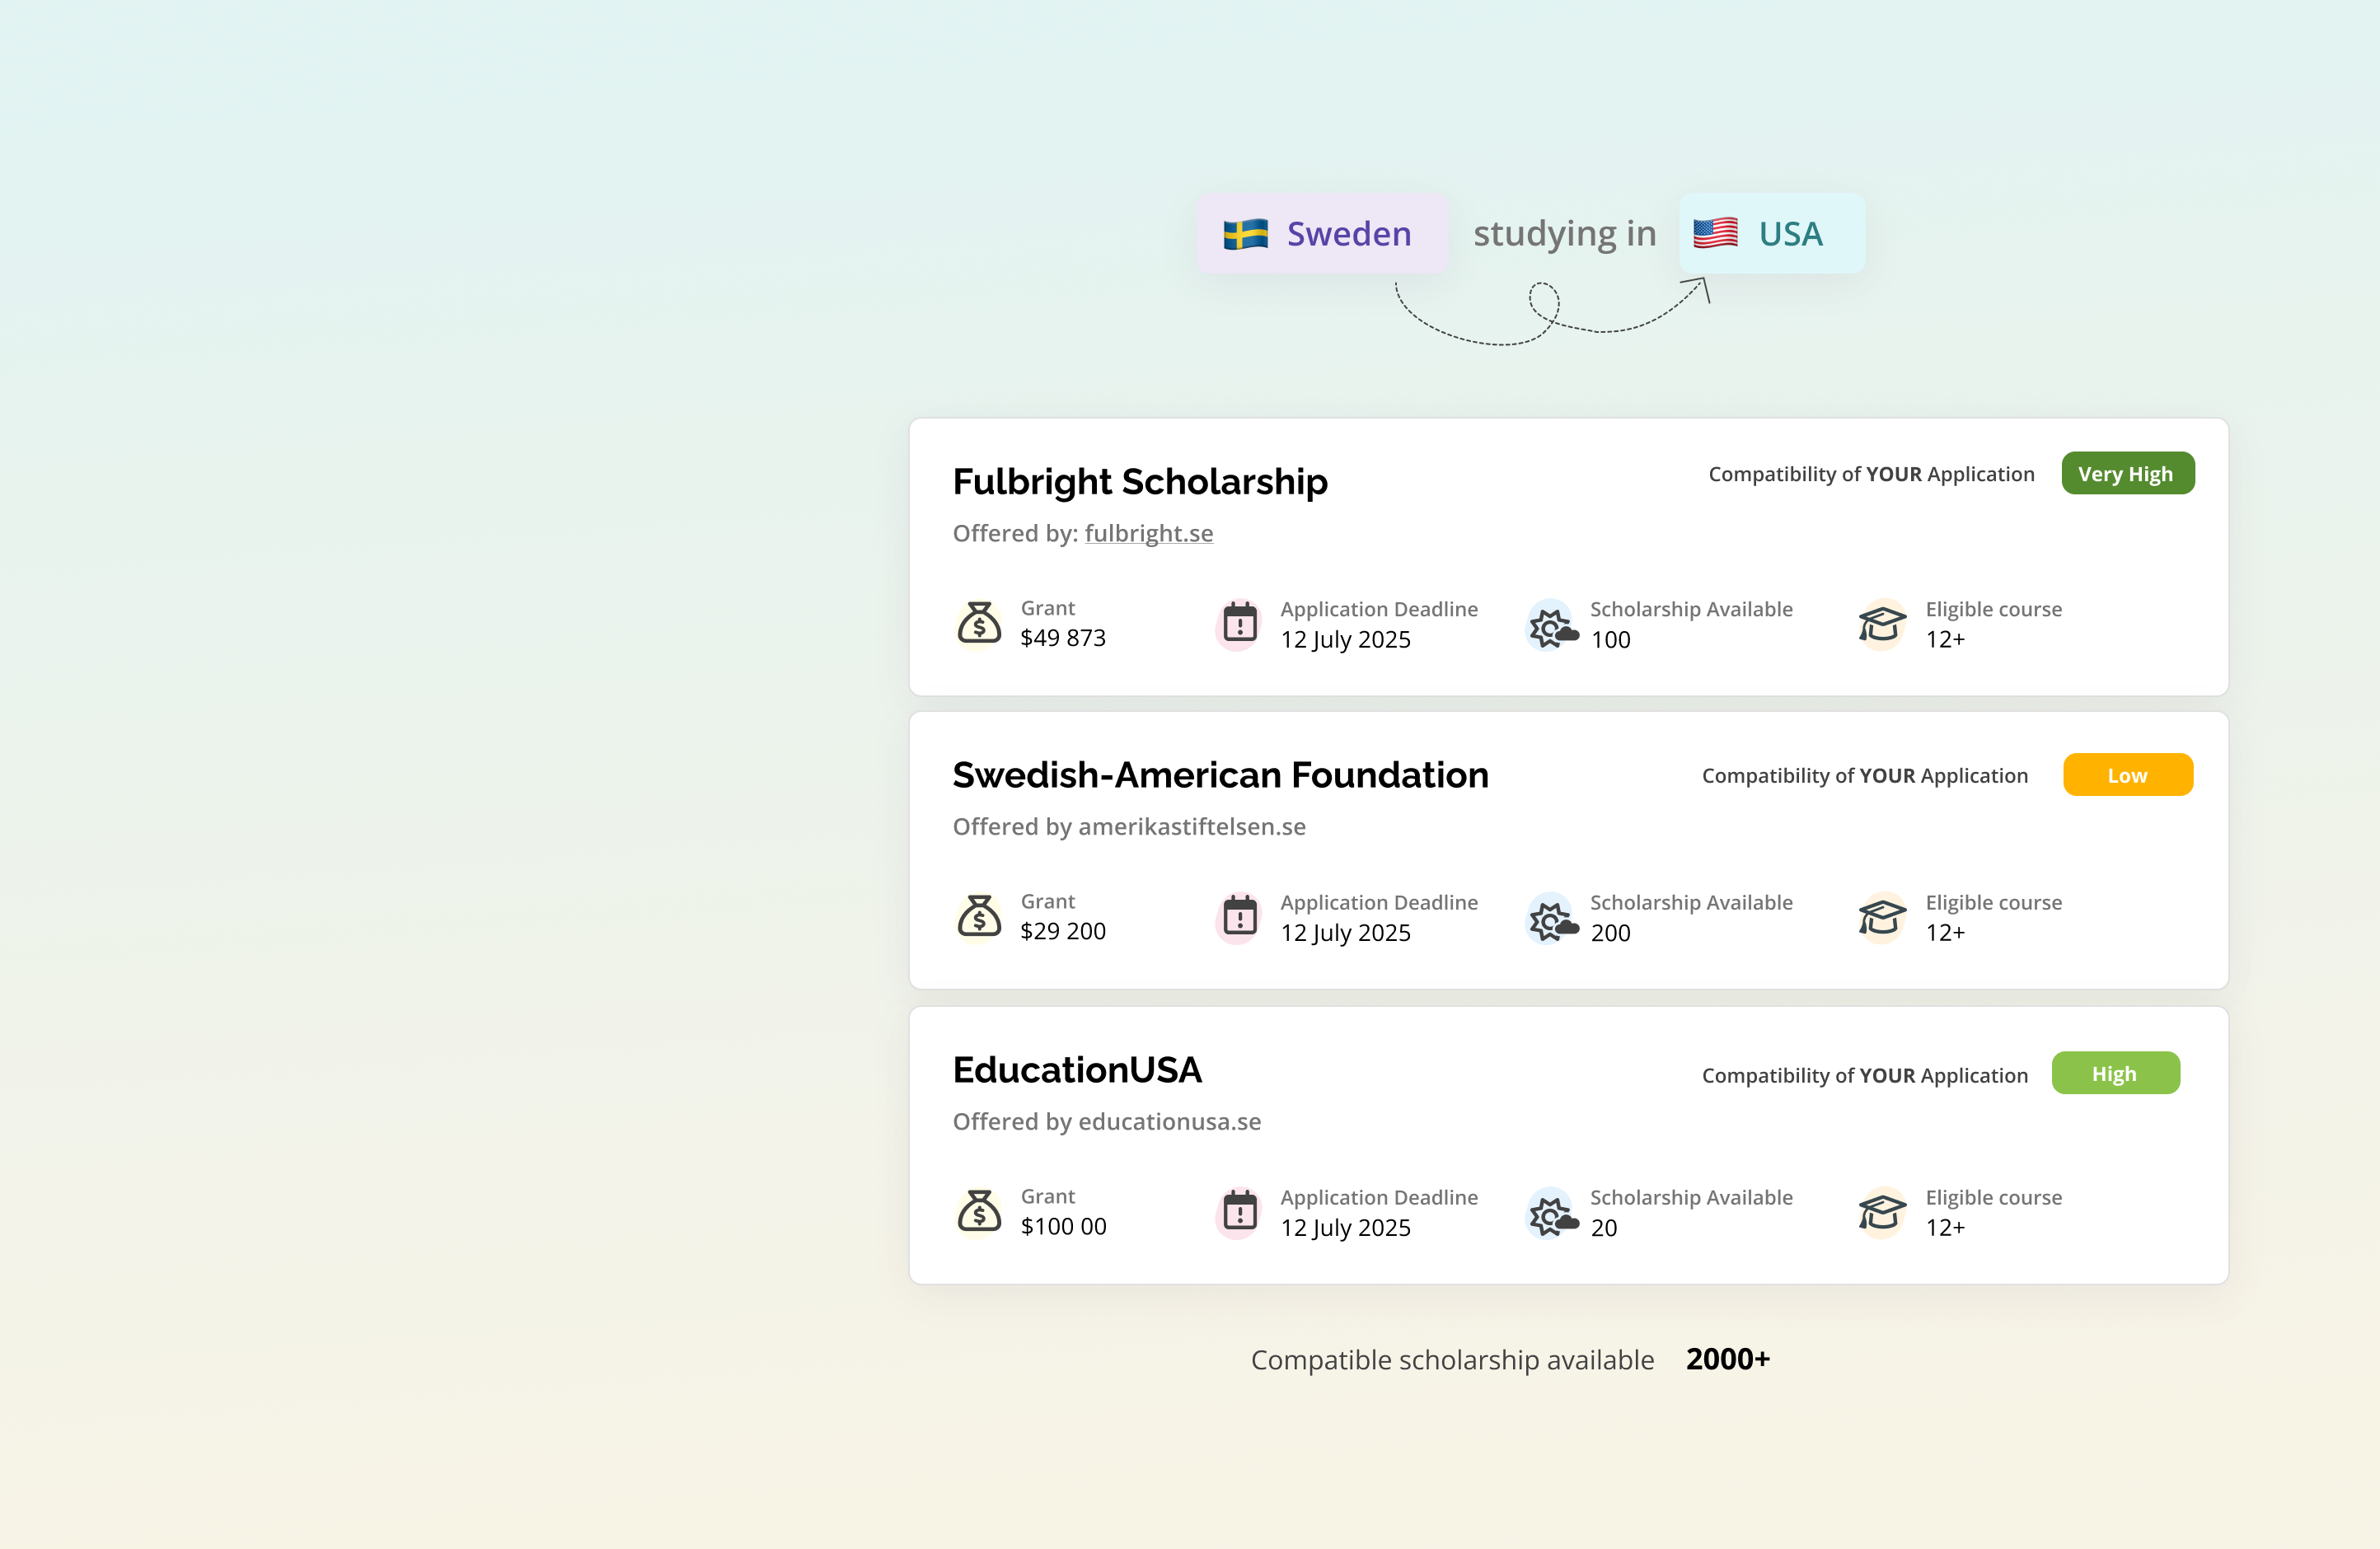 Sweden studying in USA
Fulbright Scholarship
Compatibility of YOUR Application Very High
Offered by: fulbright.se
Grant Application Deadline Scholarship Available Eligible course
$49 873 12 July 2025 100 12+
Swedish-American Foundation
Compatibility of YOUR Application Low
Offered by amerikastiftelsen.se
Grant Application Deadline Scholarship Available Eligible course
$29 200 12 July 2025 200 12+
EducationUSA
Compatibility of YOUR Application High
Offered by educationusa.se
Grant Application Deadline Scholarship Available Eligible course
$100 00 12 July 2025 20 12+
Compatible scholarship available 2000+